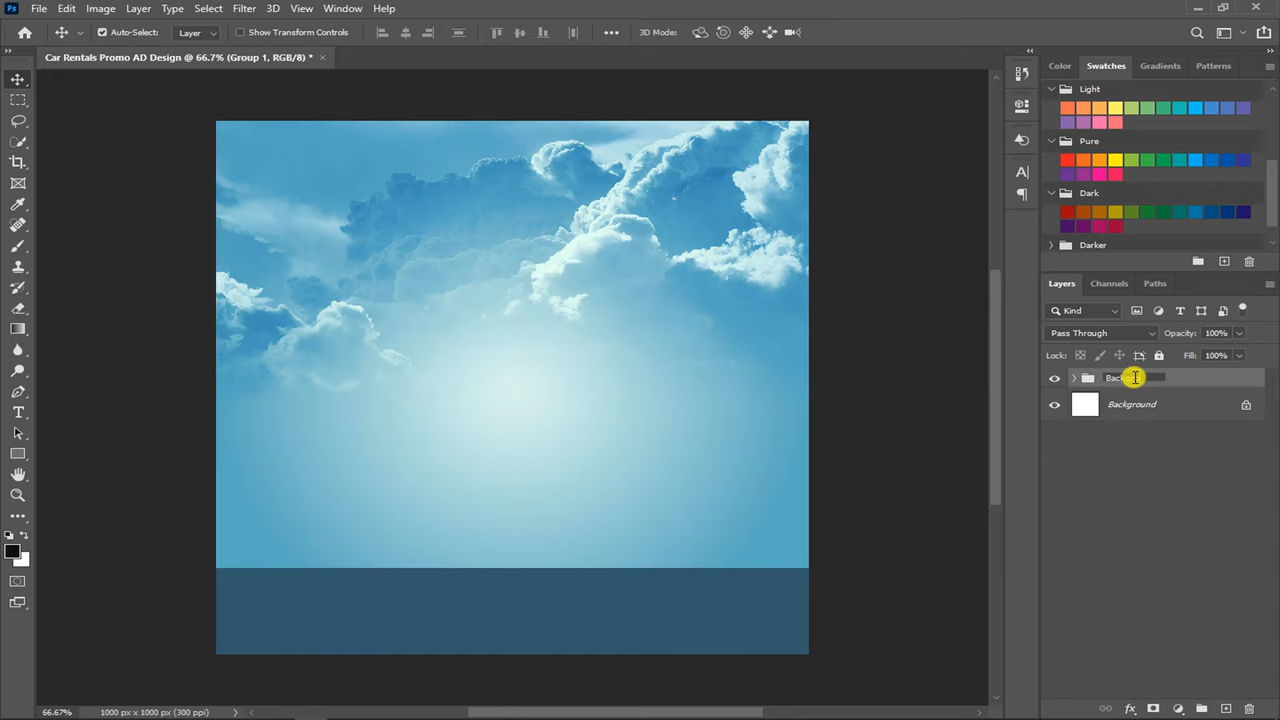 Ps File Edit Image Layer Type Select Filter 3D View Window Help
Auto-Select: Layer Show Transform Controls 3D Mode:
Car Rentals Promo AD Design @ 66.7% (Group 1, RGB/8) *
Color Swatches Gradients Patterns
Light
Pure
Dark
Darker
Layers Channels Paths
Kind
Pass Through Opacity: 100%
Lock: Fill: 100%
Background
66.67% 1000 px x 1000 px (300 ppi)